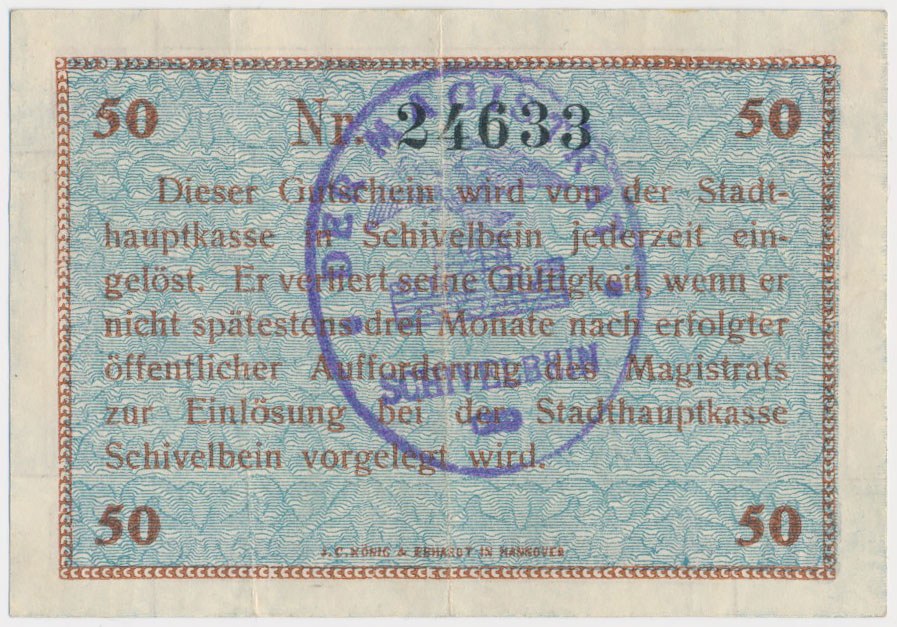 50 Nr. 24633 50
Dieser Gutschein wird von der Stadt-
hauptkasse in Schivelbein jederzeit ein-
gelöst. Er verliert seine Gültigkeit, wenn er
nicht spätestens drei Monate nach erfolgter
öffentlicher Aufforderung des Magistrats
zur Einlösung bei der Stadthauptkasse
Schivelbein vorgelegt wird.
DER MAGISTRAT
SCHIVELBEIN
50 50
J. C. KÖNIG & EBHARDT IN HANNOVER